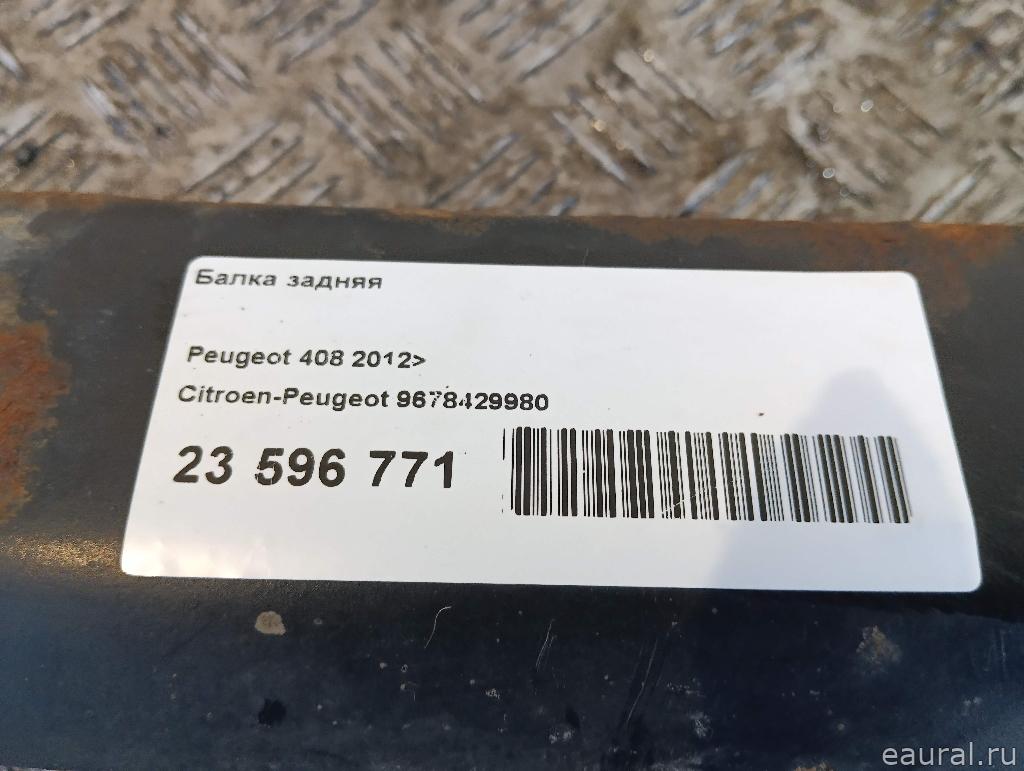 Балка задняя
Peugeot 408 2012>
Citroen-Peugeot 9678429980
23 596 771
eaural.ru